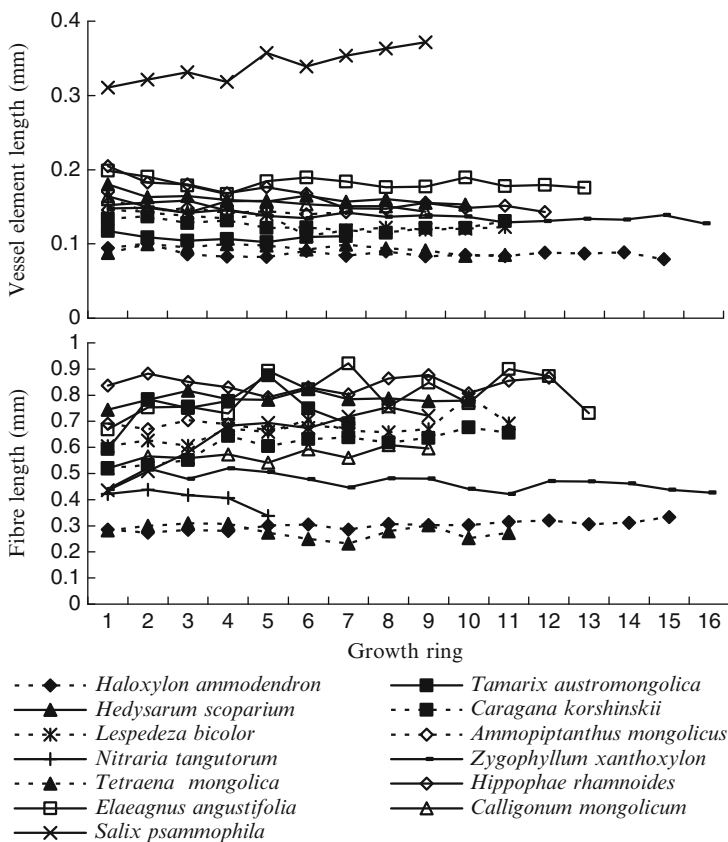 0.4
0.3
0.2
0.1
0
Vessel element length (mm)
1
0.9
0.8
0.7
0.6
0.5
0.4
0.3
0.2
0.1
0
Fibre length (mm)
1 2 3 4 5 6 7 8 9 10 11 12 13 14 15 16
Growth ring
Haloxylon ammodendron
Hedysarum scoparium
Lespedeza bicolor
Nitraria tangutorum
Tetraena mongolica
Elaeagnus angustifolia
Salix psammophila
Tamarix austromongolica
Caragana korshinskii
Ammopiptanthus mongolicus
Zygophyllum xanthoxylon
Hippophae rhamnoides
Calligonum mongolicum